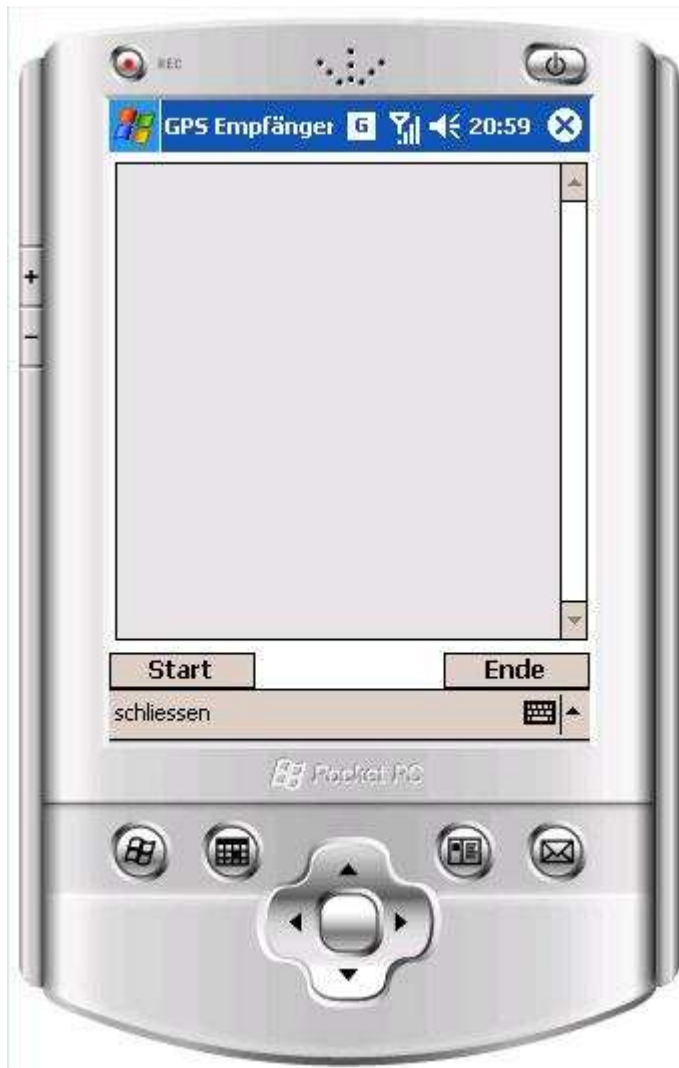 REC
GPS Empfänger G 20:59
+
-
Start Ende
schliessen
Pocket PC